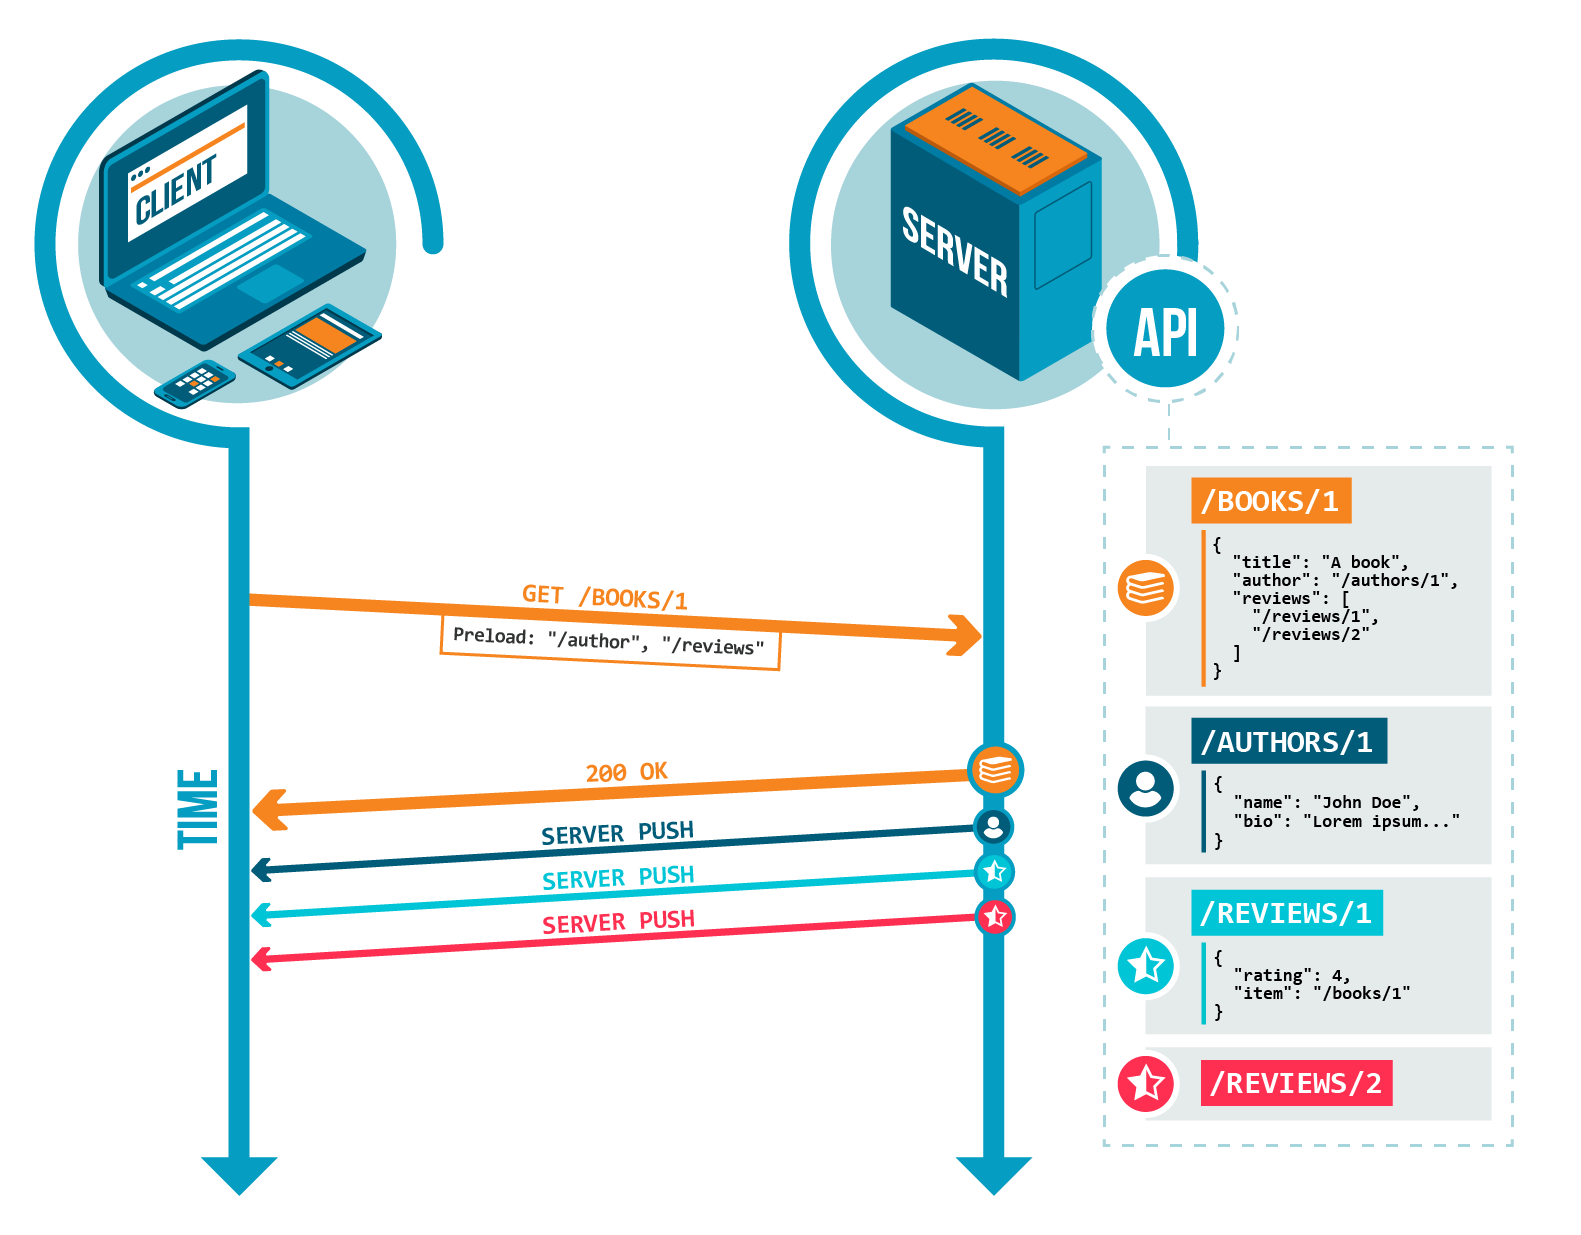 CLIENT
SERVER
API
GET /BOOKS/1
Preload: "/author", "/reviews"
200 OK
SERVER PUSH
SERVER PUSH
SERVER PUSH
TIME
/BOOKS/1
{
"title": "A book",
"author": "/authors/1",
"reviews": [
"/reviews/1",
"/reviews/2"
]
}
/AUTHORS/1
{
"name": "John Doe",
"bio": "Lorem ipsum..."
}
/REVIEWS/1
{
"rating": 4,
"item": "/books/1"
}
/REVIEWS/2